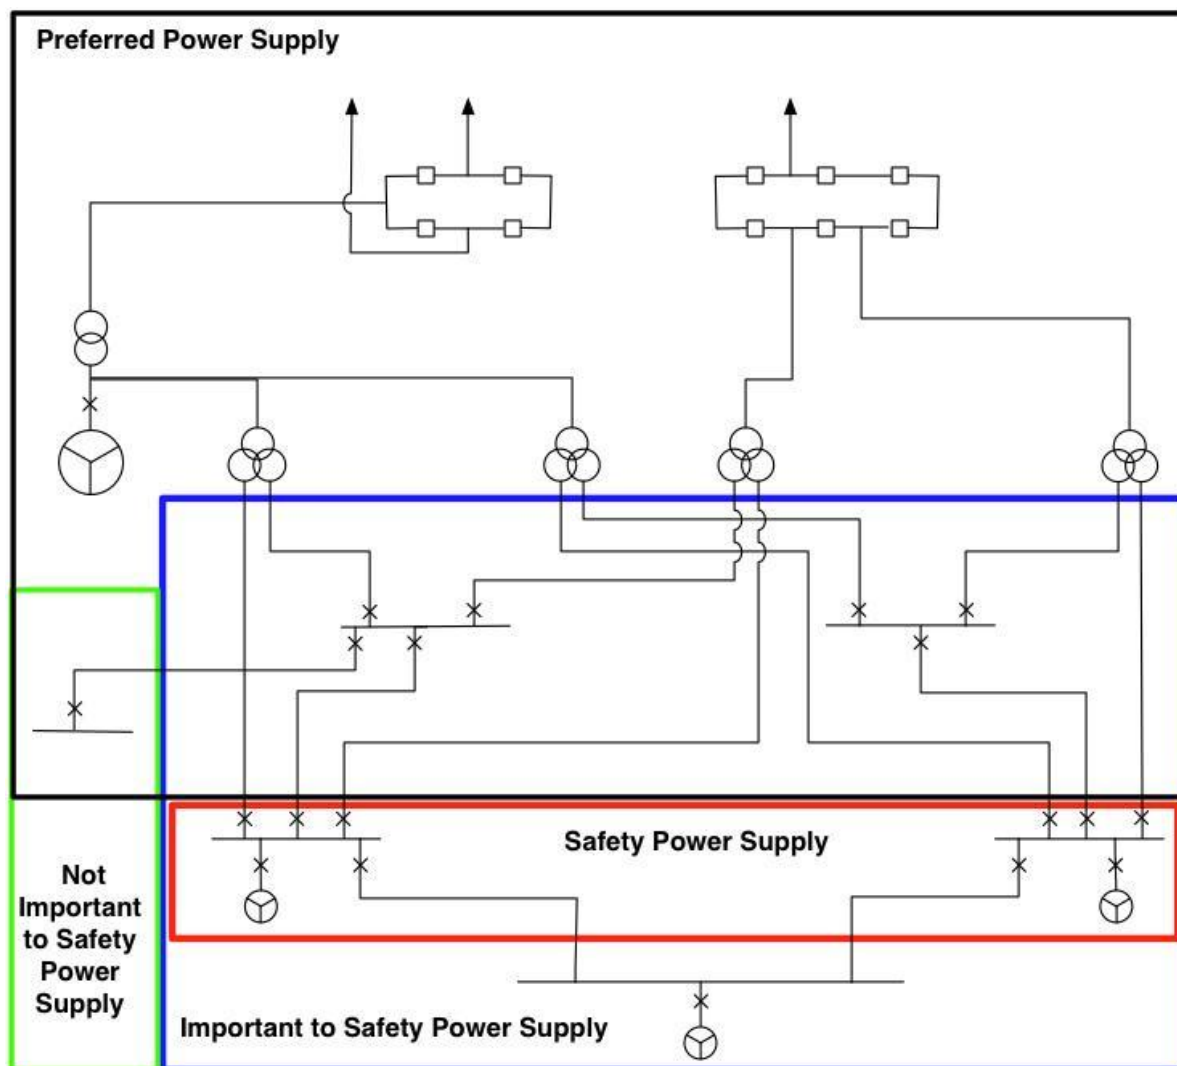 Preferred Power Supply
Safety Power Supply
Not
Important
to Safety
Power
Supply
Important to Safety Power Supply